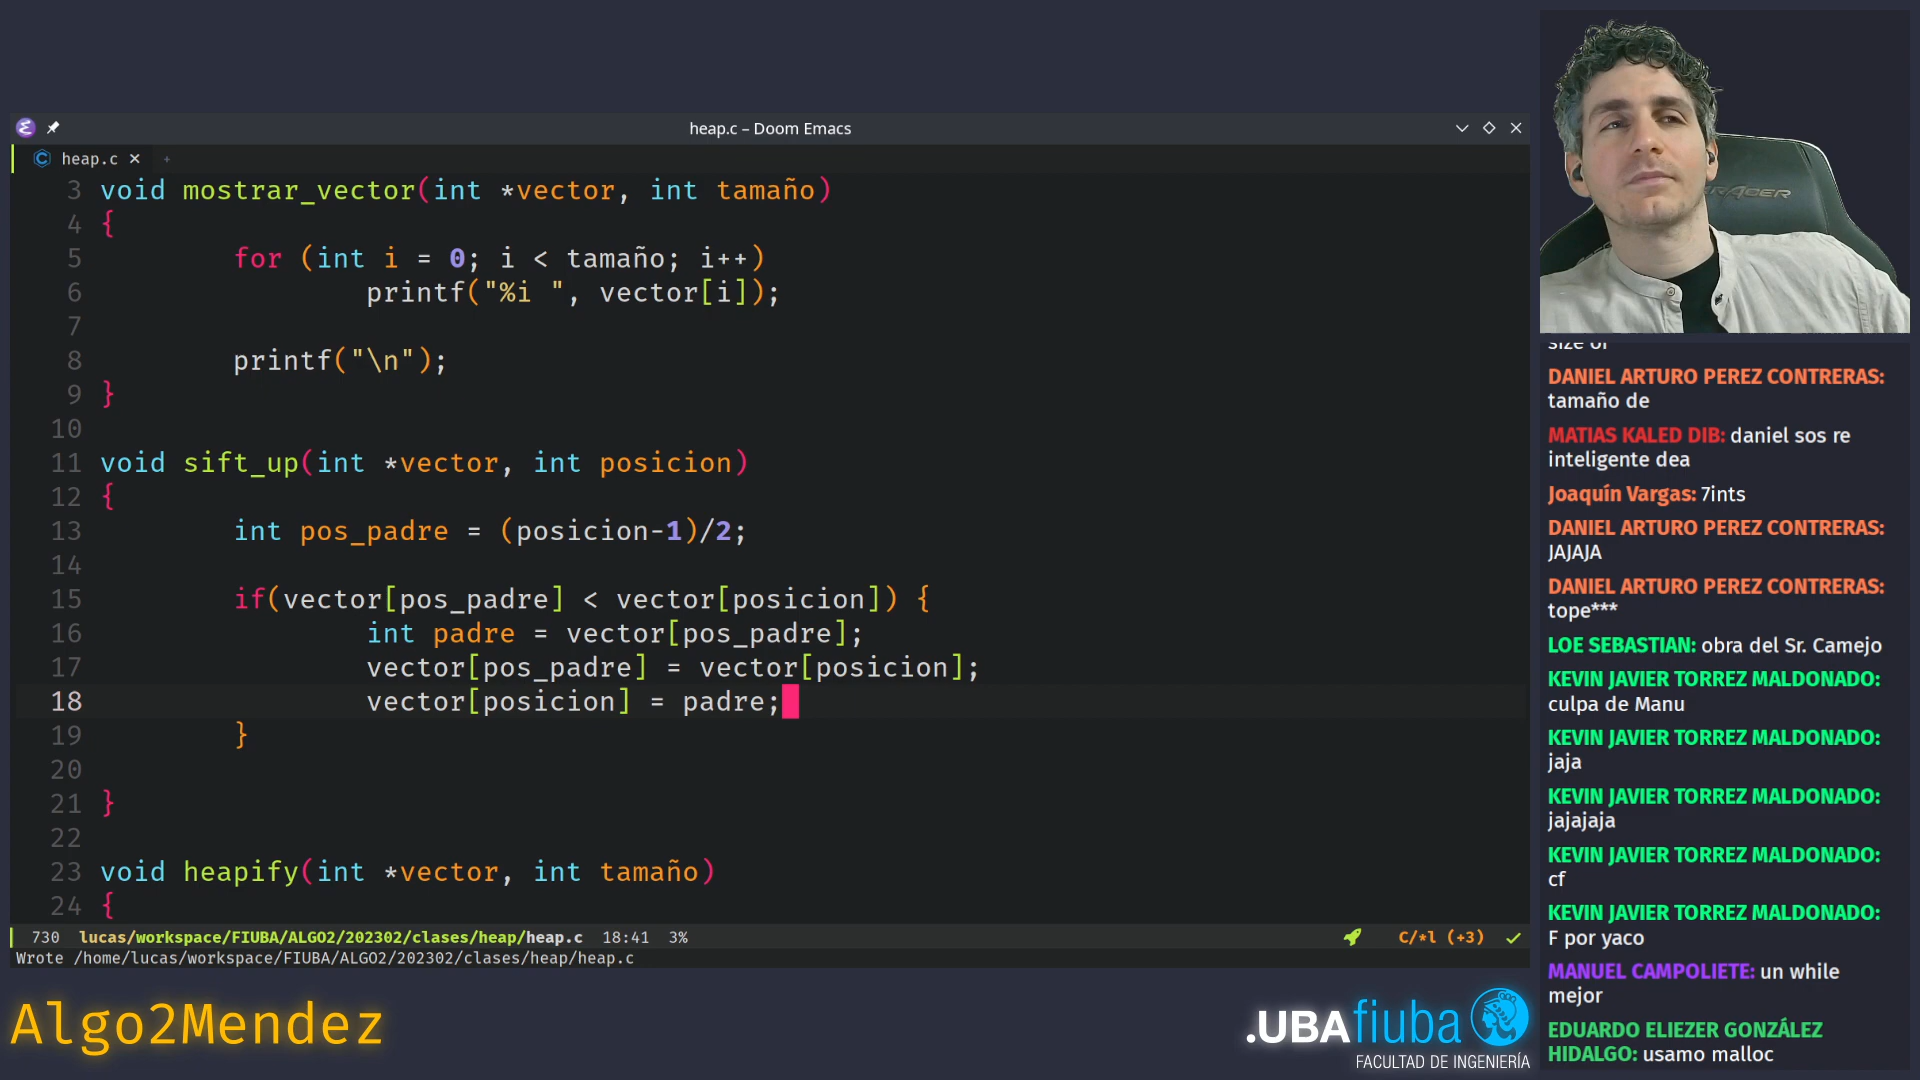 heap.c – Doom Emacs
heap.c
3 void mostrar_vector(int *vector, int tamaño)
4 {
5 for (int i = 0; i < tamaño; i++)
6 printf("%i ", vector[i]);
7
8 printf("\n");
9 }
10
11 void sift_up(int *vector, int posicion)
12 {
13 int pos_padre = (posicion-1)/2;
14
15 if(vector[pos_padre] < vector[posicion]) {
16 int padre = vector[pos_padre];
17 vector[pos_padre] = vector[posicion];
18 vector[posicion] = padre;
19 }
20
21 }
22
23 void heapify(int *vector, int tamaño)
24 {
730 lucas/workspace/FIUBA/ALGO2/202302/clases/heap/heap.c 18:41 3% C/*l (+3)
Wrote /home/lucas/workspace/FIUBA/ALGO2/202302/clases/heap/heap.c
Algo2Mendez
.UBAfiuba
FACULTAD DE INGENIERÍA
size of
DANIEL ARTURO PEREZ CONTRERAS:
tamaño de
MATIAS KALED DIB: daniel sos re
inteligente dea
Joaquín Vargas: 7ints
DANIEL ARTURO PEREZ CONTRERAS:
JAJAJA
DANIEL ARTURO PEREZ CONTRERAS:
tope***
LOE SEBASTIAN: obra del Sr. Camejo
KEVIN JAVIER TORREZ MALDONADO:
culpa de Manu
KEVIN JAVIER TORREZ MALDONADO:
jaja
KEVIN JAVIER TORREZ MALDONADO:
jajajaja
KEVIN JAVIER TORREZ MALDONADO:
cf
KEVIN JAVIER TORREZ MALDONADO:
F por yaco
MANUEL CAMPOLIETE: un while
mejor
EDUARDO ELIEZER GONZÁLEZ
HIDALGO: usamo malloc